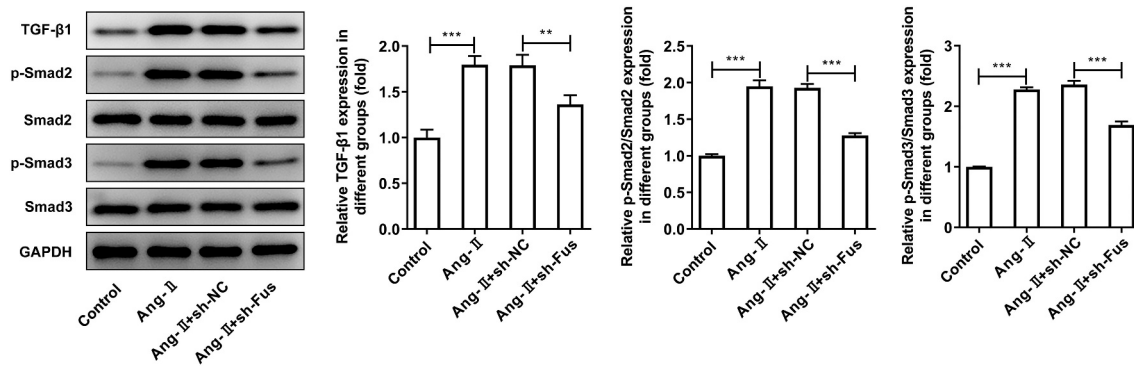 TGF-β1
p-Smad2
Smad2
p-Smad3
Smad3
GAPDH
Control
Ang-Ⅱ
Ang-Ⅱ+sh-NC
Ang-Ⅱ+sh-Fus
Relative TGF-β1 expression in
different groups (fold)
2.0
1.5
1.0
0.5
0.0
***
**
Control
Ang-Ⅱ
Ang-Ⅱ+sh-NC
Ang-Ⅱ+sh-Fus
Relative p-Smad2/Smad2 expression
in different groups (fold)
2.5
2.0
1.5
1.0
0.5
0.0
***
***
Control
Ang-Ⅱ
Ang-Ⅱ+sh-NC
Ang-Ⅱ+sh-Fus
Relative p-Smad3/Smad3 expression
in different groups (fold)
3
2
1
0
***
***
Control
Ang-Ⅱ
Ang-Ⅱ+sh-NC
Ang-Ⅱ+sh-Fus